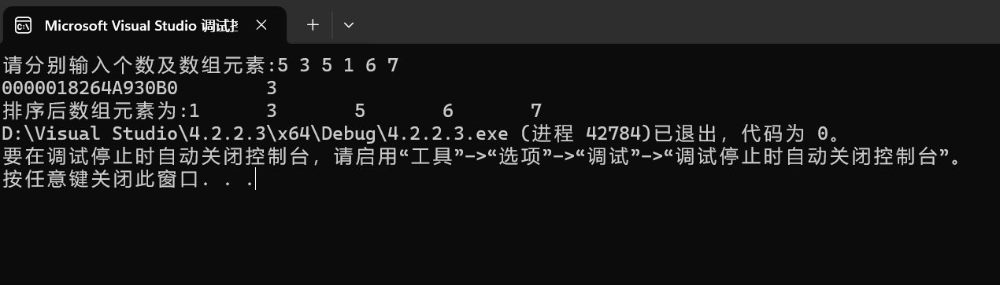 Microsoft Visual Studio 调试
请分别输入个数及数组元素:5 3 5 1 6 7
0000018264A930B0 3
排序后数组元素为:1 3 5 6 7
D:\Visual Studio\4.2.2.3\x64\Debug\4.2.2.3.exe (进程 42784)已退出，代码为 0。
要在调试停止时自动关闭控制台，请启用“工具”->“选项”->“调试”->“调试停止时自动关闭控制台”。
按任意键关闭此窗口. . .